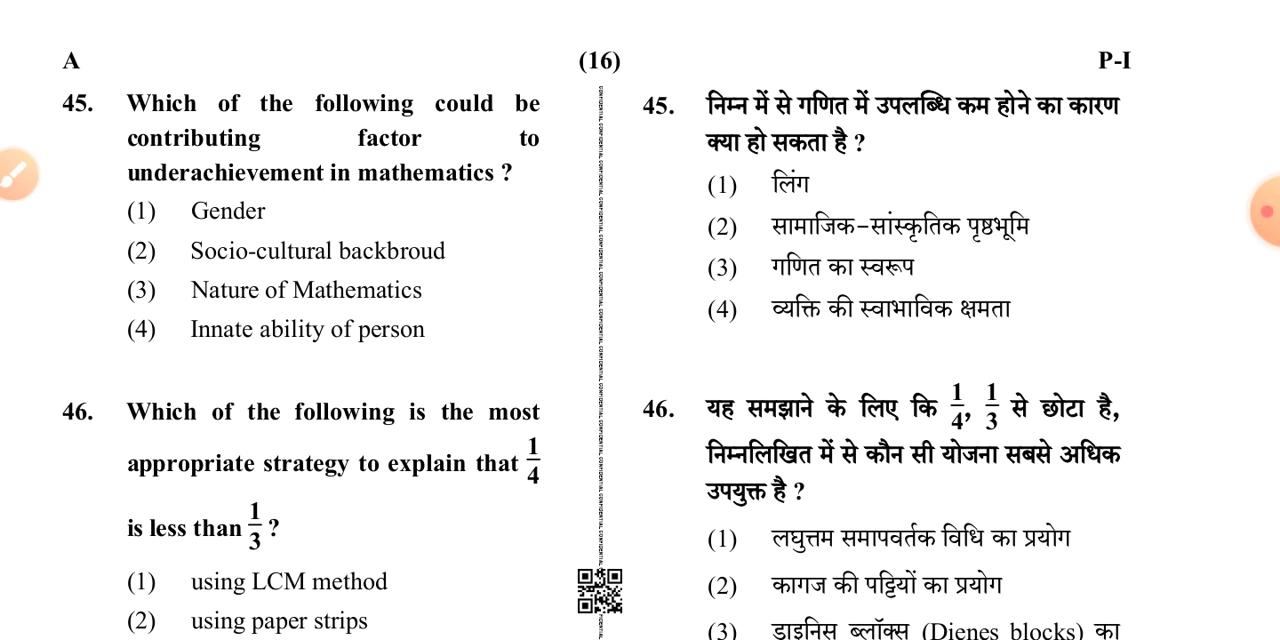 A (16) P-I
45. Which of the following could be
contributing factor to
underachievement in mathematics ?
(1) Gender
(2) Socio-cultural backbroud
(3) Nature of Mathematics
(4) Innate ability of person
46. Which of the following is the most
appropriate strategy to explain that 1/4
is less than 1/3 ?
(1) using LCM method
(2) using paper strips
45. निम्न में से गणित में उपलब्धि कम होने का कारण
क्या हो सकता है ?
(1) लिंग
(2) सामाजिक-सांस्कृतिक पृष्ठभूमि
(3) गणित का स्वरूप
(4) व्यक्ति की स्वाभाविक क्षमता
46. यह समझाने के लिए कि 1/4, 1/3 से छोटा है,
निम्नलिखित में से कौन सी योजना सबसे अधिक
उपयुक्त है ?
(1) लघुत्तम समापवर्तक विधि का प्रयोग
(2) कागज की पट्टियों का प्रयोग
(3) डाइनिस ब्लॉक्स (Dienes blocks) का